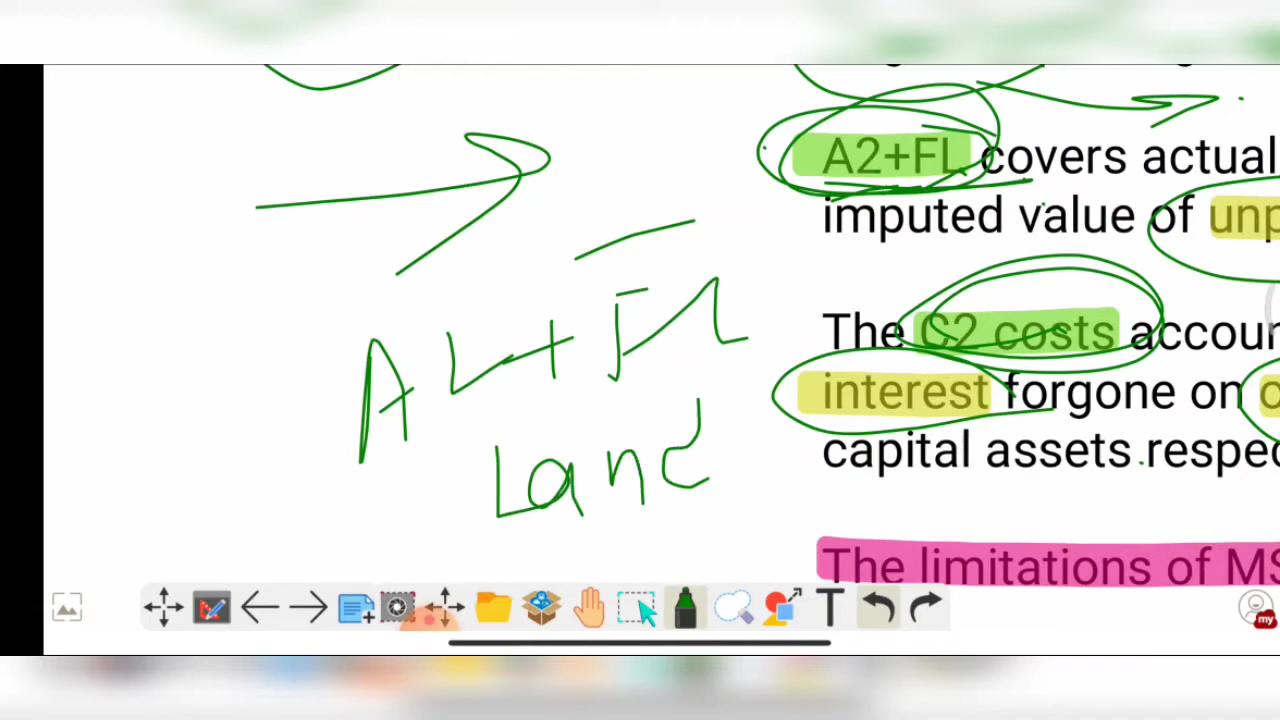 A2+FL covers actual
imputed value of unp
The C2 costs accoun
interest forgone on
capital assets respec
The limitations of MS
A2+FL
Land
T
my